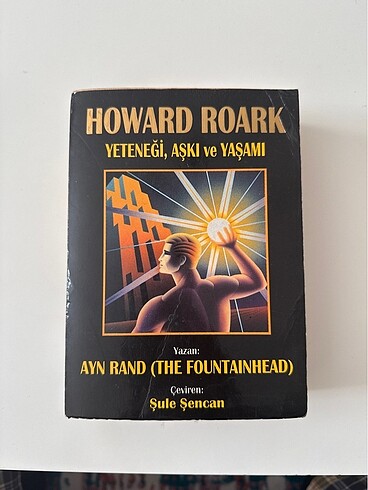 HOWARD ROARK
YETENEĞİ, AŞKI ve YAŞAMI
Yazan:
AYN RAND (THE FOUNTAINHEAD)
Çeviren:
Şule Şencan